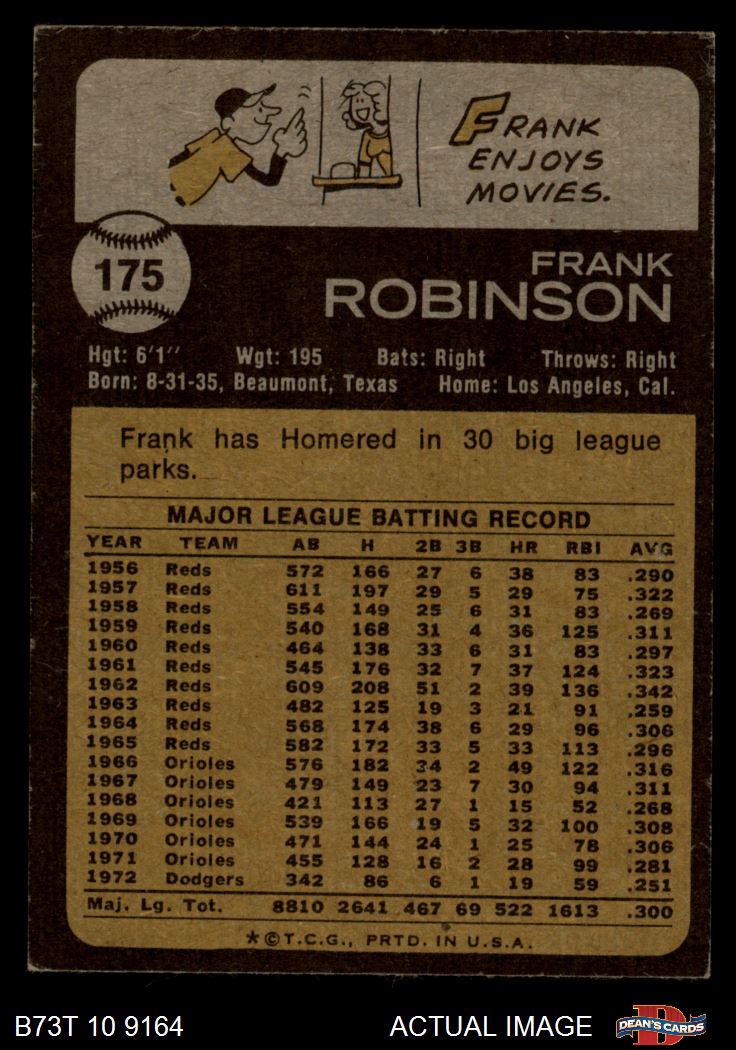 FRANK
ENJOYS
MOVIES.
175
FRANK
ROBINSON
Hgt: 6'1" Wgt: 195 Bats: Right Throws: Right
Born: 8-31-35, Beaumont, Texas Home: Los Angeles, Cal.
Frank has Homered in 30 big league
parks.
MAJOR LEAGUE BATTING RECORD
YEAR TEAM AB H 2B 3B HR RBI AVG
1956 Reds 572 166 27 6 38 83 .290
1957 Reds 611 197 29 5 29 75 .322
1958 Reds 554 149 25 6 31 83 .269
1959 Reds 540 168 31 4 36 125 .311
1960 Reds 464 138 33 6 31 83 .297
1961 Reds 545 176 32 7 37 124 .323
1962 Reds 609 208 51 2 39 136 .342
1963 Reds 482 125 19 3 21 91 .259
1964 Reds 568 174 38 6 29 96 .306
1965 Reds 582 172 33 5 33 113 .296
1966 Orioles 576 182 34 2 49 122 .316
1967 Orioles 479 149 23 7 30 94 .311
1968 Orioles 421 113 27 1 15 52 .268
1969 Orioles 539 166 19 5 32 100 .308
1970 Orioles 471 144 24 1 25 78 .306
1971 Orioles 455 128 16 2 28 99 .281
1972 Dodgers 342 86 6 1 19 59 .251
Maj. Lg. Tot. 8810 2641 467 69 522 1613 .300
*©T.C.G., PRTD. IN U.S.A.
B73T 10 9164 ACTUAL IMAGE D DEAN'S CARDS